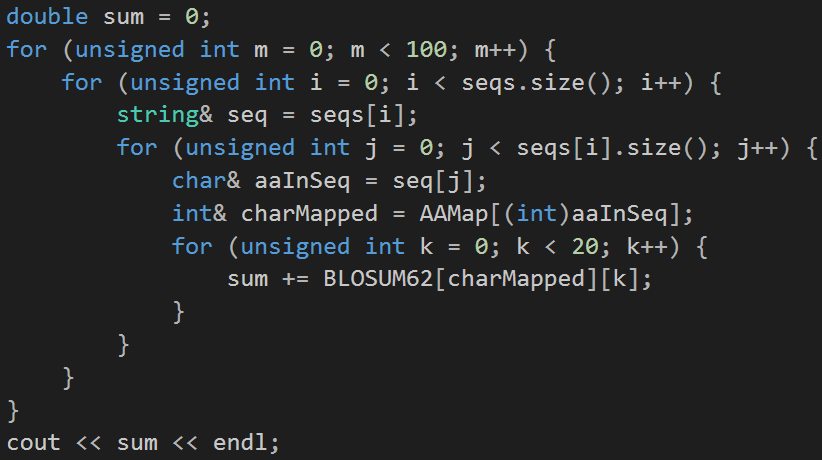 double sum = 0;
for (unsigned int m = 0; m < 100; m++) {
    for (unsigned int i = 0; i < seqs.size(); i++) {
        string& seq = seqs[i];
        for (unsigned int j = 0; j < seqs[i].size(); j++) {
            char& aaInSeq = seq[j];
            int& charMapped = AAMap[(int)aaInSeq];
            for (unsigned int k = 0; k < 20; k++) {
                sum += BLOSUM62[charMapped][k];
            }
        }
    }
}
cout << sum << endl;